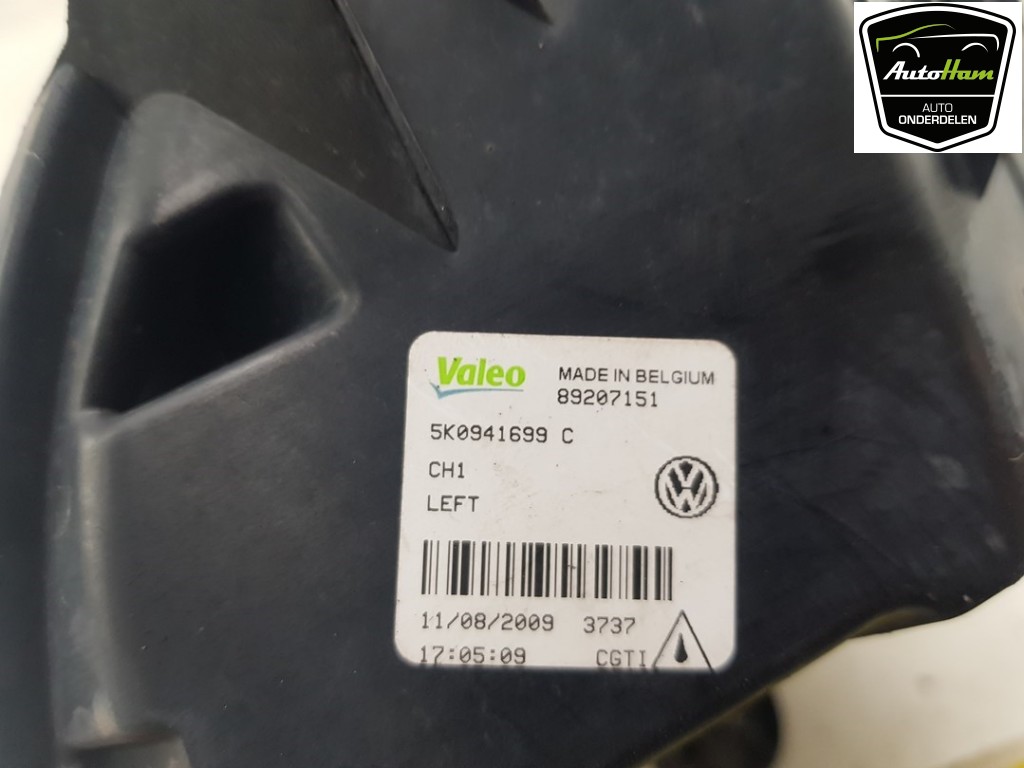 AutoHam
AUTO
ONDERDELEN
Valeo
MADE IN BELGIUM
89207151
5K0941699 C
CH1
LEFT
11/08/2009 3737
17:05:09 CGTI